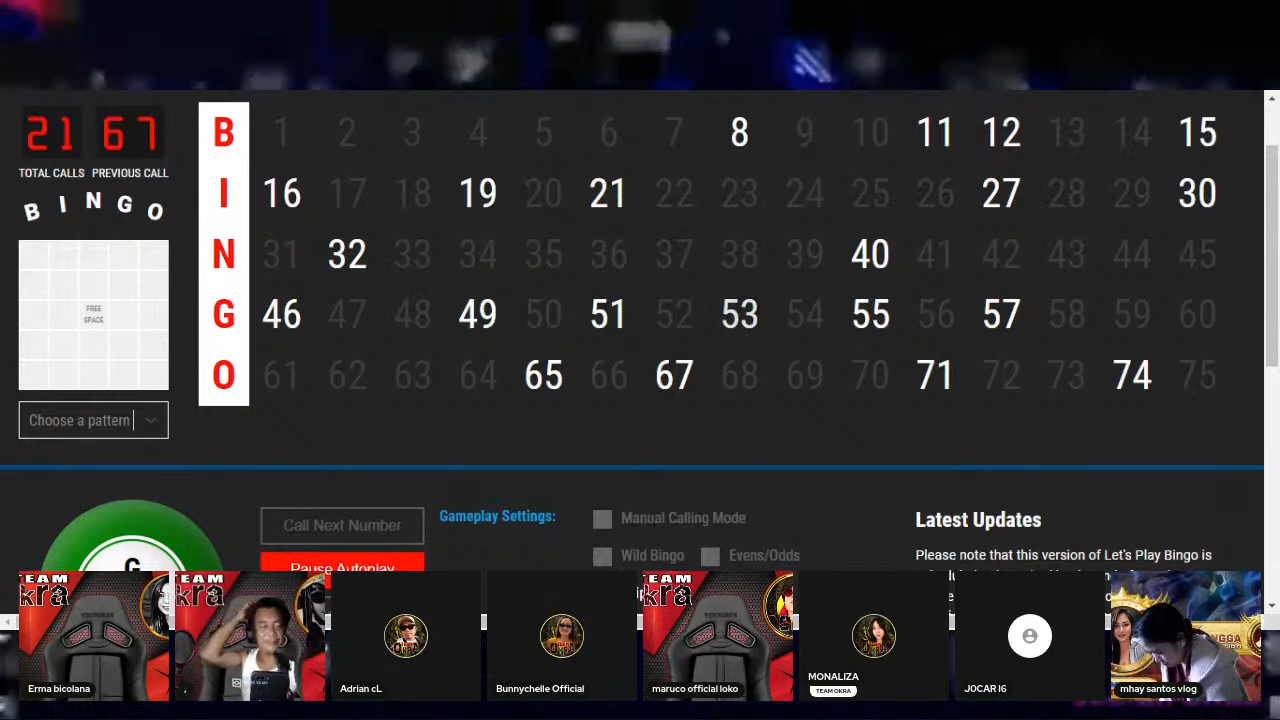 21 67
TOTAL CALLS PREVIOUS CALL
B I N G O
FREE
SPACE
Choose a pattern
B 1 2 3 4 5 6 7 8 9 10 11 12 13 14 15
I 16 17 18 19 20 21 22 23 24 25 26 27 28 29 30
N 31 32 33 34 35 36 37 38 39 40 41 42 43 44 45
G 46 47 48 49 50 51 52 53 54 55 56 57 58 59 60
O 61 62 63 64 65 66 67 68 69 70 71 72 73 74 75
G
Call Next Number
Pause Autoplay
Gameplay Settings:
Manual Calling Mode
Wild Bingo Evens/Odds
Latest Updates
Please note that this version of Let's Play Bingo is
TEAM
kra
Erma bicolana
TEAM
kra
Adrian cL
Bunnychelle Official
TEAM
kra
maruco official loko
MONALIZA
TEAM OKRA
JOCAR I6
mhay santos vlog